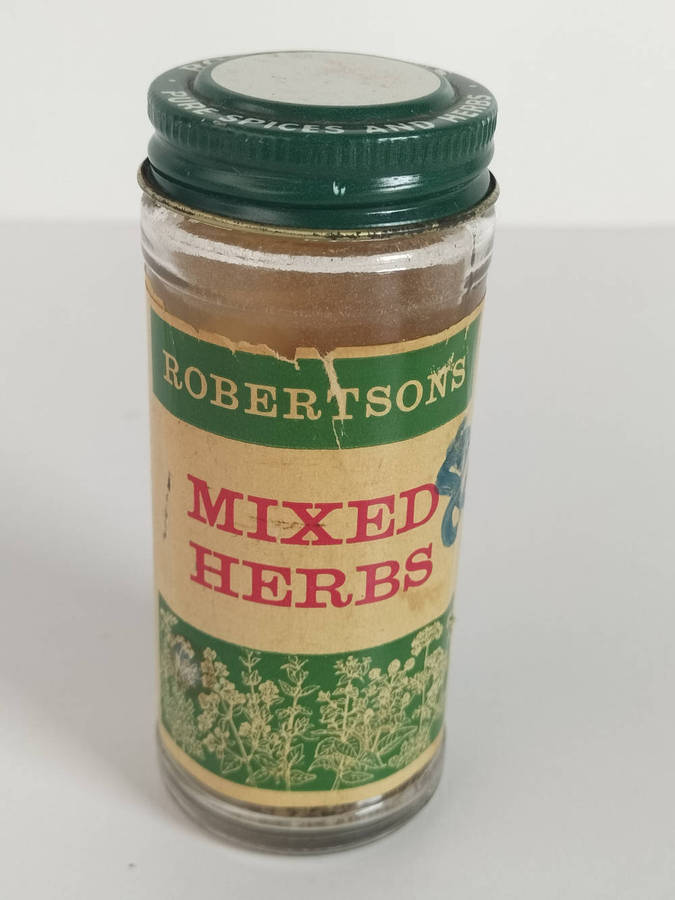 PURE SPICES AND HERBS
ROBERTSONS
MIXED
HERBS